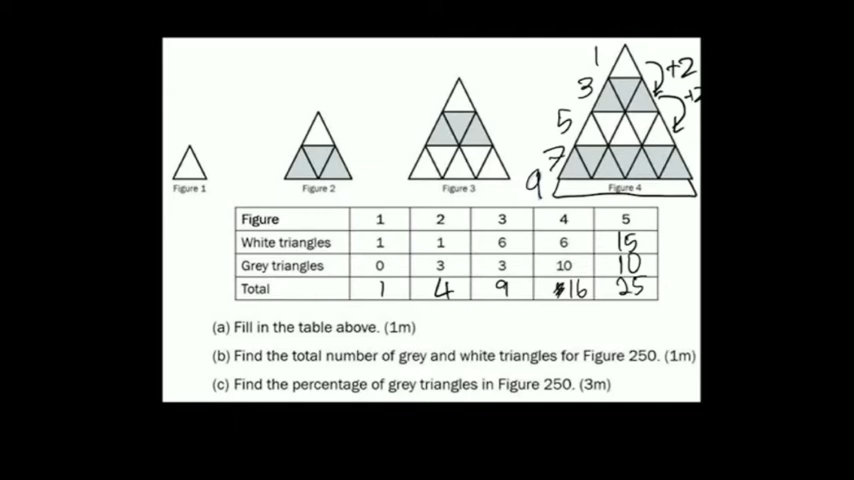 1
+2
3
+2
5
7
9
Figure 1
Figure 2
Figure 3
Figure 4
Figure 1 2 3 4 5
White triangles 1 1 6 6 15
Grey triangles 0 3 3 10 10
Total 1 4 9 16 25
(a) Fill in the table above. (1m)
(b) Find the total number of grey and white triangles for Figure 250. (1m)
(c) Find the percentage of grey triangles in Figure 250. (3m)